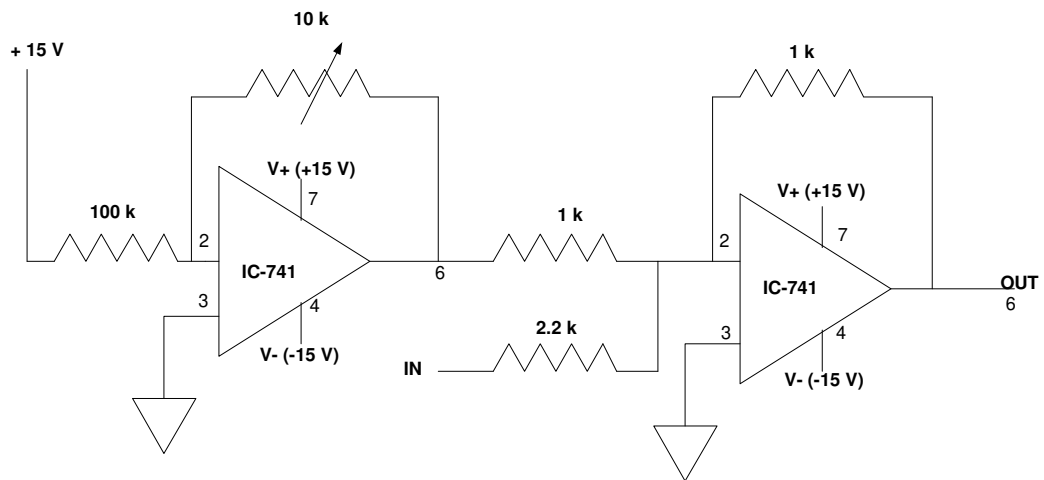 10 k
+ 15 V
1 k
V+ (+15 V)
7
100 k
2
IC-741
3
4
V- (-15 V)
6
1 k
2.2 k
IN
V+ (+15 V)
7
2
IC-741
3
4
V- (-15 V)
OUT
6